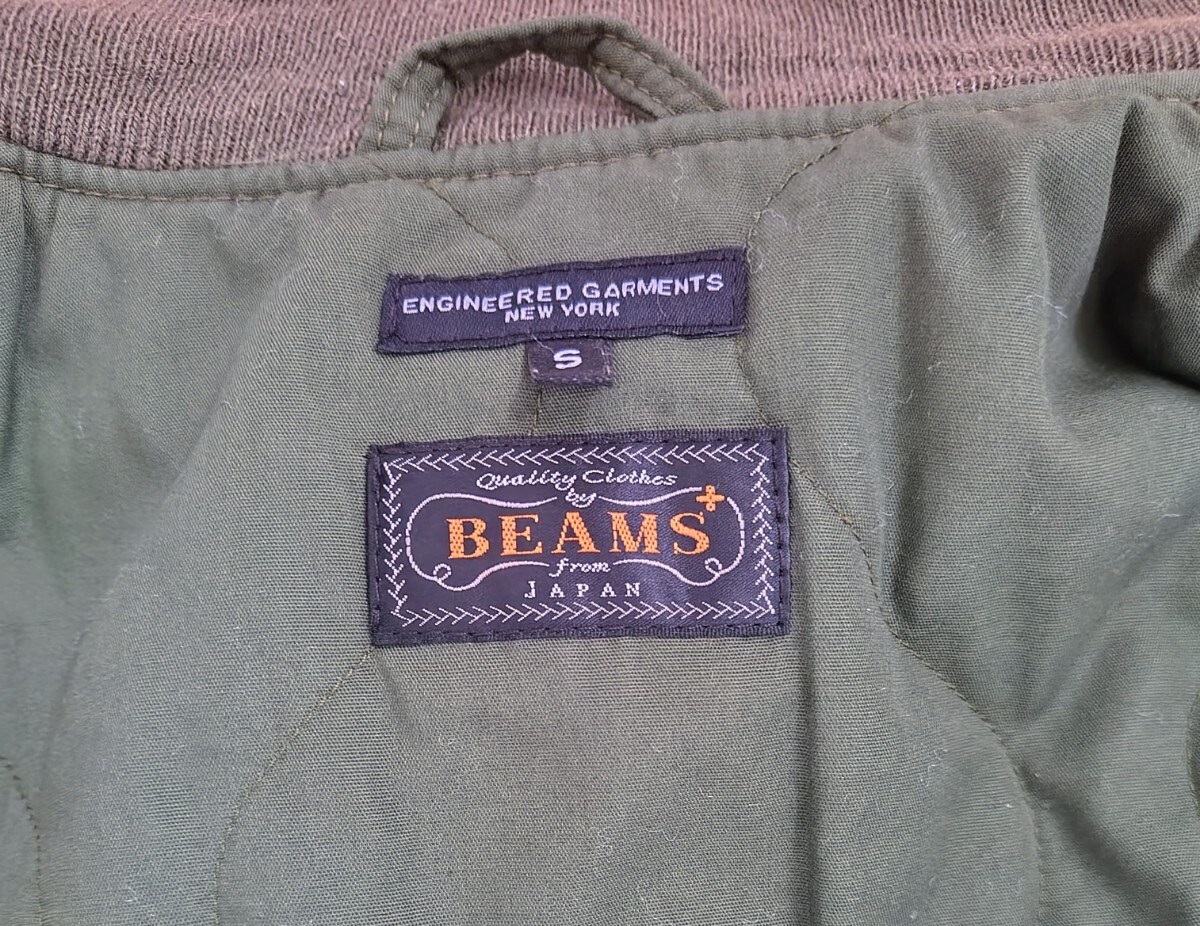 ENGINEERED GARMENTS
NEW YORK
S
Quality Clothes
by
BEAMS+
from
JAPAN